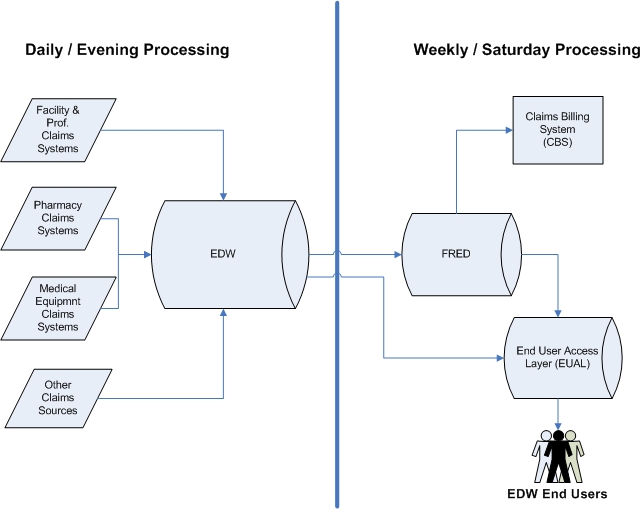 Daily / Evening Processing
Weekly / Saturday Processing
Facility &
Prof.
Claims
Systems
Pharmacy
Claims
Systems
Medical
Equipmnt
Claims
Systems
Other
Claims
Sources
EDW
Claims Billing
System
(CBS)
FRED
End User Access
Layer (EUAL)
EDW End Users